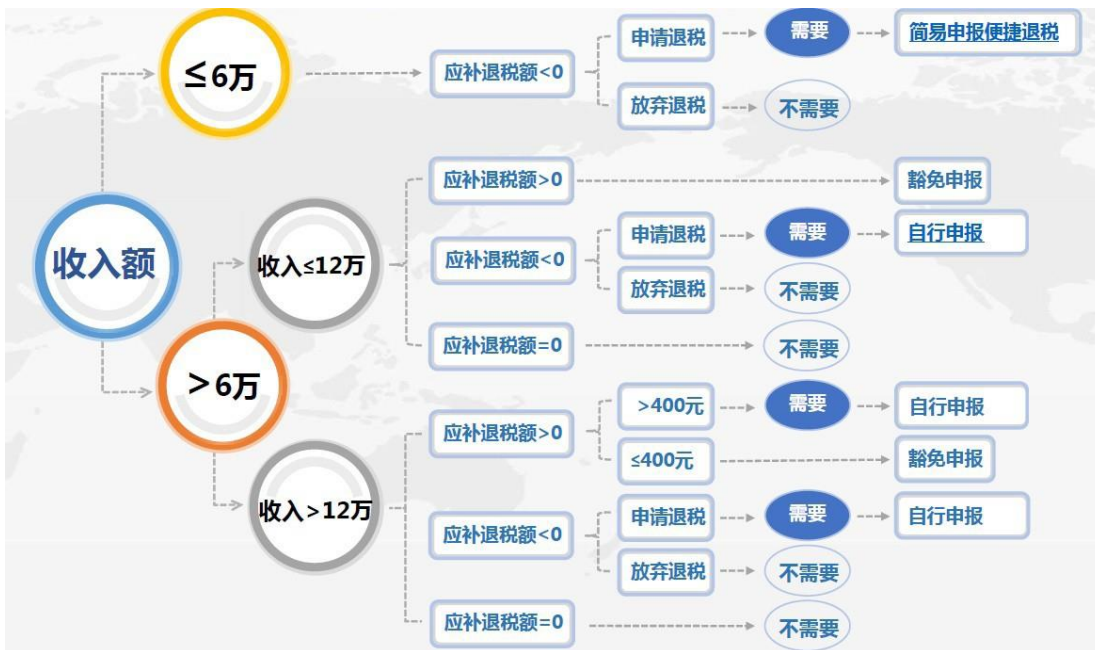 ≤6万
应补退税额<0
申请退税
需要
简易申报便捷退税
放弃退税
不需要
收入额
>6万
收入≤12万
应补退税额>0
豁免申报
应补退税额<0
申请退税
需要
自行申报
放弃退税
不需要
应补退税额=0
不需要
收入>12万
应补退税额>0
>400元
需要
自行申报
≤400元
豁免申报
应补退税额<0
申请退税
需要
自行申报
放弃退税
不需要
应补退税额=0
不需要